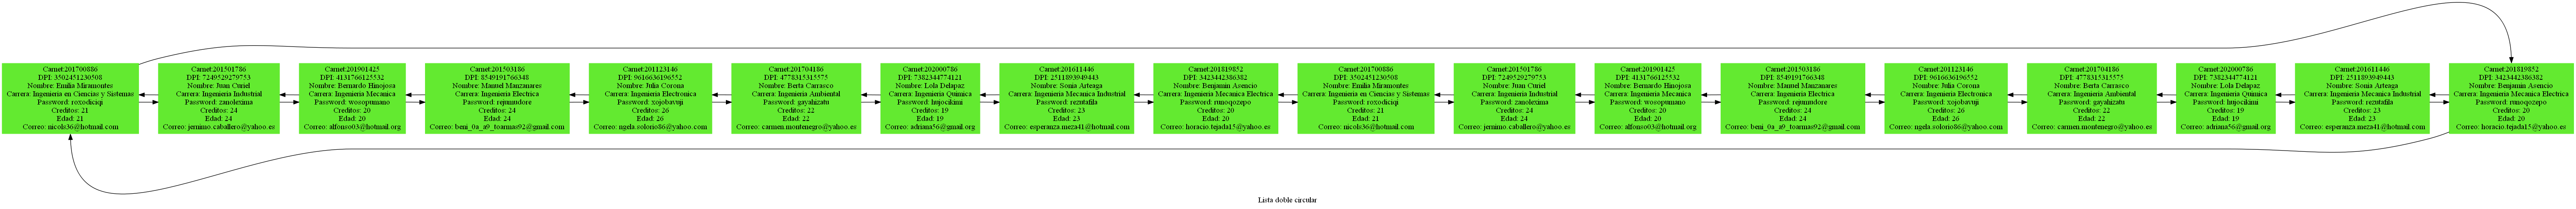 Carnet:201700886
DPI: 3502451230508
Nombre: Emilia Miramontes
Carrera: Ingenieria en Ciencias y Sistemas
Password: roxodiciqi
Creditos: 21
Edad: 21
Correo: nicols36@hotmail.com
Carnet:201501786
DPI: 7249529279753
Nombre: Juan Curiel
Carrera: Ingenieria Industrial
Password: zanolexima
Creditos: 24
Edad: 24
Correo: jernimo.caballero@yahoo.es
Carnet:201901425
DPI: 4131766125532
Nombre: Bernardo Hinojosa
Carrera: Ingenieria Mecanica
Password: wosopumano
Creditos: 20
Edad: 20
Correo: alfonso93@hotmail.org
Carnet:201503186
DPI: 8549191766348
Nombre: Manuel Manzanares
Carrera: Ingenieria Electrica
Password: rejimudore
Creditos: 24
Edad: 24
Correo: beni_0a_a9_toarmas92@gmail.com
Carnet:201123146
DPI: 9616636196552
Nombre: Julia Corona
Carrera: Ingenieria Electronica
Password: xojobavuji
Creditos: 26
Edad: 26
Correo: ngela.solorio86@yahoo.com
Carnet:201704186
DPI: 4778315315575
Nombre: Berta Carrasco
Carrera: Ingenieria Ambiental
Password: gayahizatu
Creditos: 22
Edad: 22
Correo: carmen.montenegro@yahoo.es
Carnet:202000786
DPI: 7382344774121
Nombre: Lola Delapaz
Carrera: Ingenieria Quimica
Password: hujocikimi
Creditos: 19
Edad: 19
Correo: adriana56@gmail.org
Carnet:201611446
DPI: 2511893949443
Nombre: Sonia Arteaga
Carrera: Ingenieria Mecanica Industrial
Password: rezutafila
Creditos: 23
Edad: 23
Correo: esperanza.meza41@hotmail.com
Carnet:201819852
DPI: 3423442386382
Nombre: Benjamin Asencio
Carrera: Ingenieria Mecanica Electrica
Password: runoqozepo
Creditos: 20
Edad: 20
Correo: horacio.tejada15@yahoo.es
Carnet:201700886
DPI: 3502451230508
Nombre: Emilia Miramontes
Carrera: Ingenieria en Ciencias y Sistemas
Password: roxodiciqi
Creditos: 21
Edad: 21
Correo: nicols36@hotmail.com
Carnet:201501786
DPI: 7249529279753
Nombre: Juan Curiel
Carrera: Ingenieria Industrial
Password: zanolexima
Creditos: 24
Edad: 24
Correo: jernimo.caballero@yahoo.es
Carnet:201901425
DPI: 4131766125532
Nombre: Bernardo Hinojosa
Carrera: Ingenieria Mecanica
Password: wosopumano
Creditos: 20
Edad: 20
Correo: alfonso93@hotmail.org
Carnet:201503186
DPI: 8549191766348
Nombre: Manuel Manzanares
Carrera: Ingenieria Electrica
Password: rejimudore
Creditos: 24
Edad: 24
Correo: beni_0a_a9_toarmas92@gmail.com
Carnet:201123146
DPI: 9616636196552
Nombre: Julia Corona
Carrera: Ingenieria Electronica
Password: xojobavuji
Creditos: 26
Edad: 26
Correo: ngela.solorio86@yahoo.com
Carnet:201704186
DPI: 4778315315575
Nombre: Berta Carrasco
Carrera: Ingenieria Ambiental
Password: gayahizatu
Creditos: 22
Edad: 22
Correo: carmen.montenegro@yahoo.es
Carnet:202000786
DPI: 7382344774121
Nombre: Lola Delapaz
Carrera: Ingenieria Quimica
Password: hujocikimi
Creditos: 19
Edad: 19
Correo: adriana56@gmail.org
Carnet:201611446
DPI: 2511893949443
Nombre: Sonia Arteaga
Carrera: Ingenieria Mecanica Industrial
Password: rezutafila
Creditos: 23
Edad: 23
Correo: esperanza.meza41@hotmail.com
Carnet:201819852
DPI: 3423442386382
Nombre: Benjamin Asencio
Carrera: Ingenieria Mecanica Electrica
Password: runoqozepo
Creditos: 20
Edad: 20
Correo: horacio.tejada15@yahoo.es
Lista doble circular